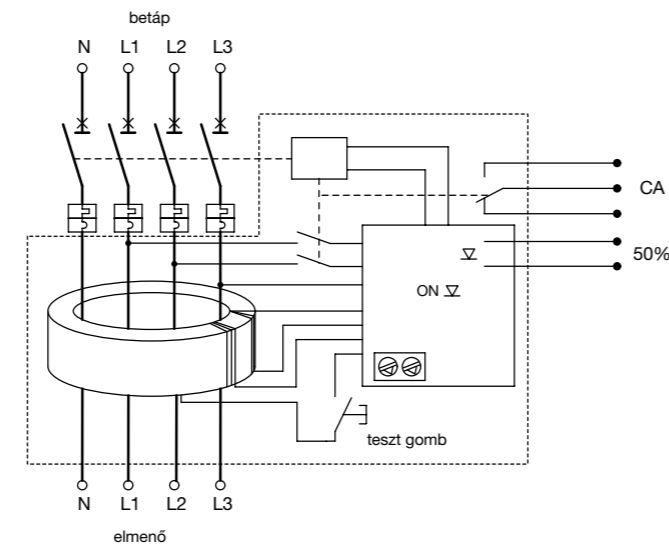 betáp
N L1 L2 L3
CA
50%
ON
teszt gomb
N L1 L2 L3
elmenő